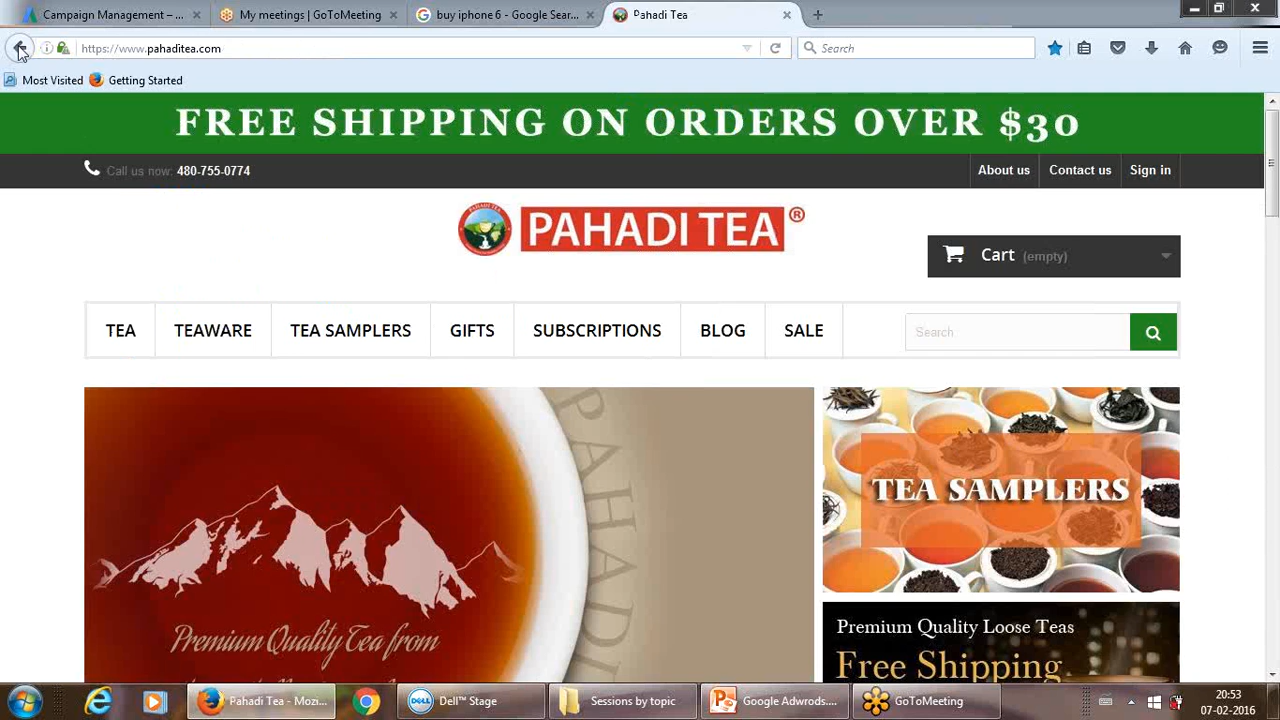 Campaign Management – ...
My meetings | GoToMeeting
buy iphone 6 - Google Sear...
Pahadi Tea
https://www.pahaditea.com
Search
Most Visited
Getting Started
FREE SHIPPING ON ORDERS OVER $30
Call us now: 480-755-0774
About us
Contact us
Sign in
PAHADI TEA®
Cart (empty)
TEA
TEAWARE
TEA SAMPLERS
GIFTS
SUBSCRIPTIONS
BLOG
SALE
Search
PAHADI
TEA SAMPLERS
Premium Quality Tea from
Premium Quality Loose Teas
Free Shipping
Pahadi Tea - Mozi...
DELL
Dell™ Stage
Sessions by topic
Google Adwrods....
GoToMeeting
20:53
07-02-2016